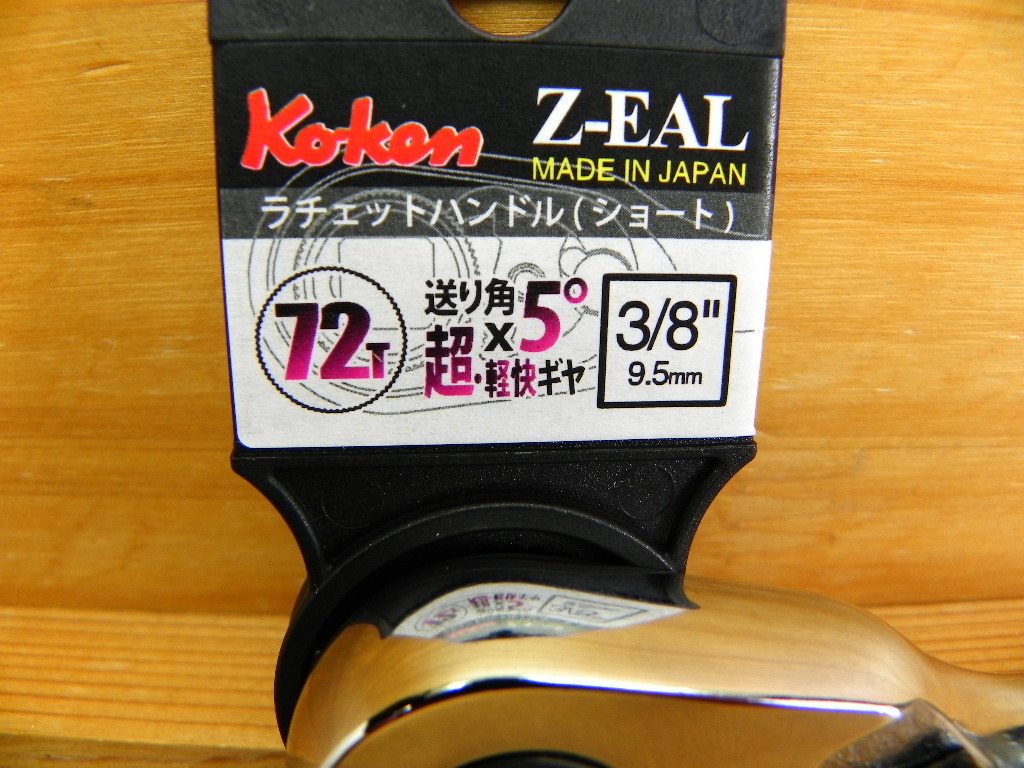 Ko-ken
Z-EAL
MADE IN JAPAN
ラチェットハンドル(ショート)
72T
送り角5°
x
超・軽快ギヤ
3/8"
9.5mm